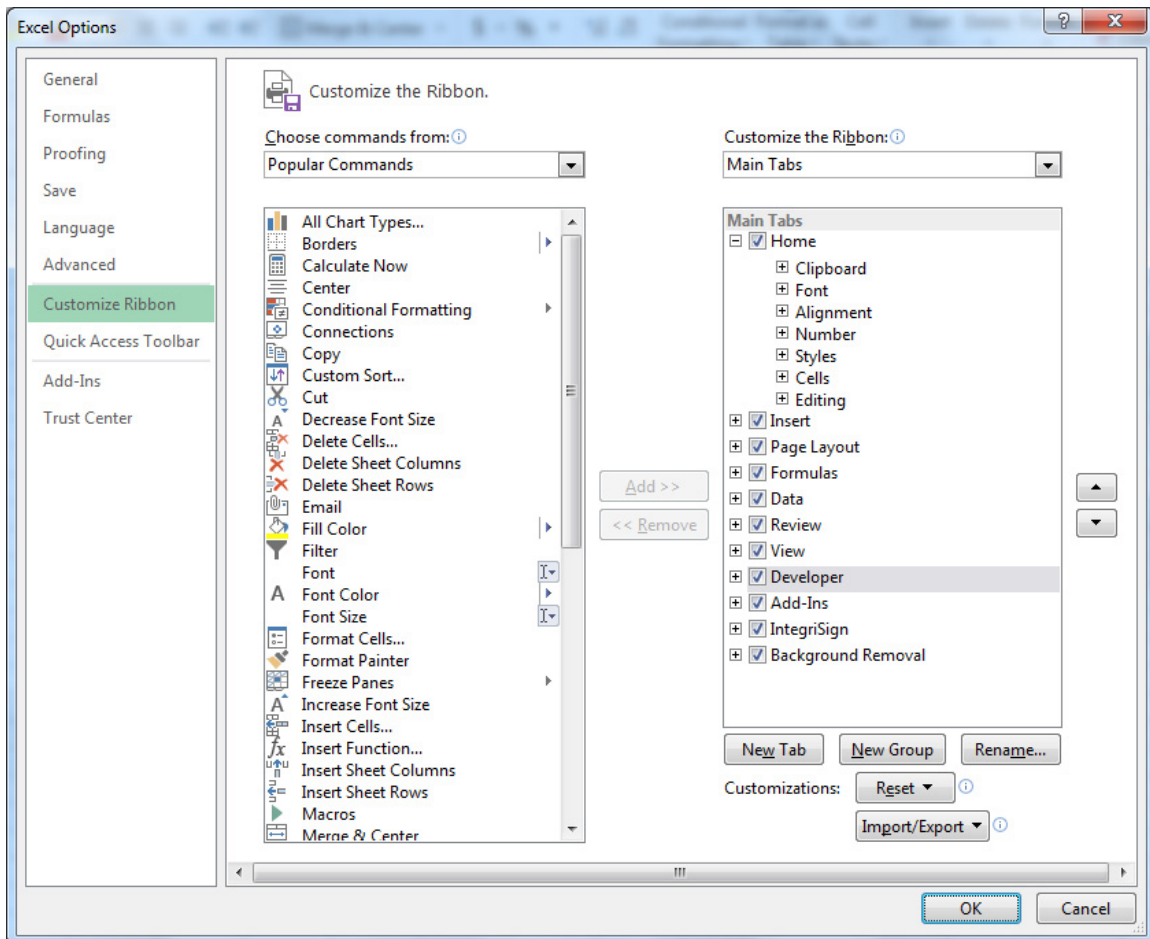 Excel Options
Merge & Center
General
Formulas
Proofing
Save
Language
Advanced
Customize Ribbon
Quick Access Toolbar
Add-Ins
Trust Center
Customize the Ribbon.
Choose commands from:
Popular Commands
All Chart Types...
Borders
Calculate Now
Center
Conditional Formatting
Connections
Copy
Custom Sort...
Cut
Decrease Font Size
Delete Cells...
Delete Sheet Columns
Delete Sheet Rows
Email
Fill Color
Filter
Font
Font Color
Font Size
Format Cells...
Format Painter
Freeze Panes
Increase Font Size
Insert Cells...
Insert Function...
Insert Sheet Columns
Insert Sheet Rows
Macros
Merge & Center
Add >>
<< Remove
Customize the Ribbon:
Main Tabs
Main Tabs
Home
Clipboard
Font
Alignment
Number
Styles
Cells
Editing
Insert
Page Layout
Formulas
Data
Review
View
Developer
Add-Ins
IntegriSign
Background Removal
New Tab
New Group
Rename...
Customizations:
Reset
Import/Export
OK
Cancel